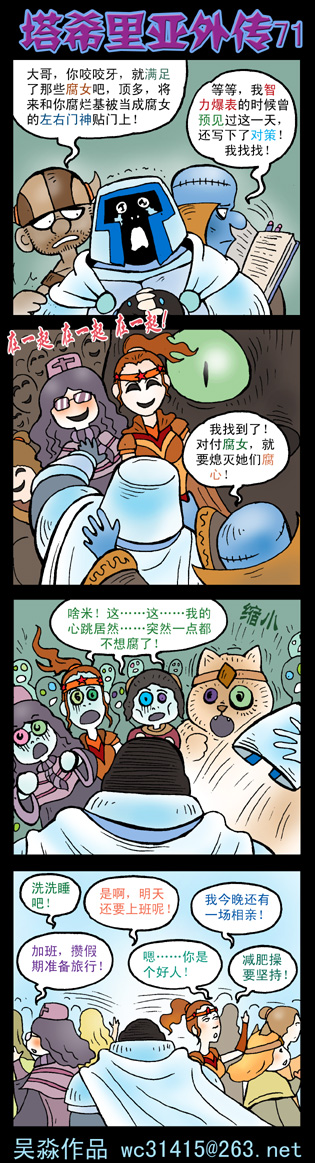 塔希里亚外传71
大哥，你咬咬牙，就满足
了那些腐女吧，顶多，将
来和你腐烂基被当成腐女
的左右门神贴门上！
等等，我智
力爆表的时候曾
预见过这一天，
还写下了对策！
我找找！
在一起 在一起 在一起！
我找到了！
对付腐女，就
要熄灭她们腐
心！
啥米！这……这……我的
心跳居然……突然一点都
不想腐了！
缩小
洗洗睡
吧！
是啊，明天
还要上班呢！
我今晚还有
一场相亲！
加班，攒假
期准备旅行！
嗯……你是
个好人！
减肥操
要坚持！
吴淼作品 wc31415@263.net